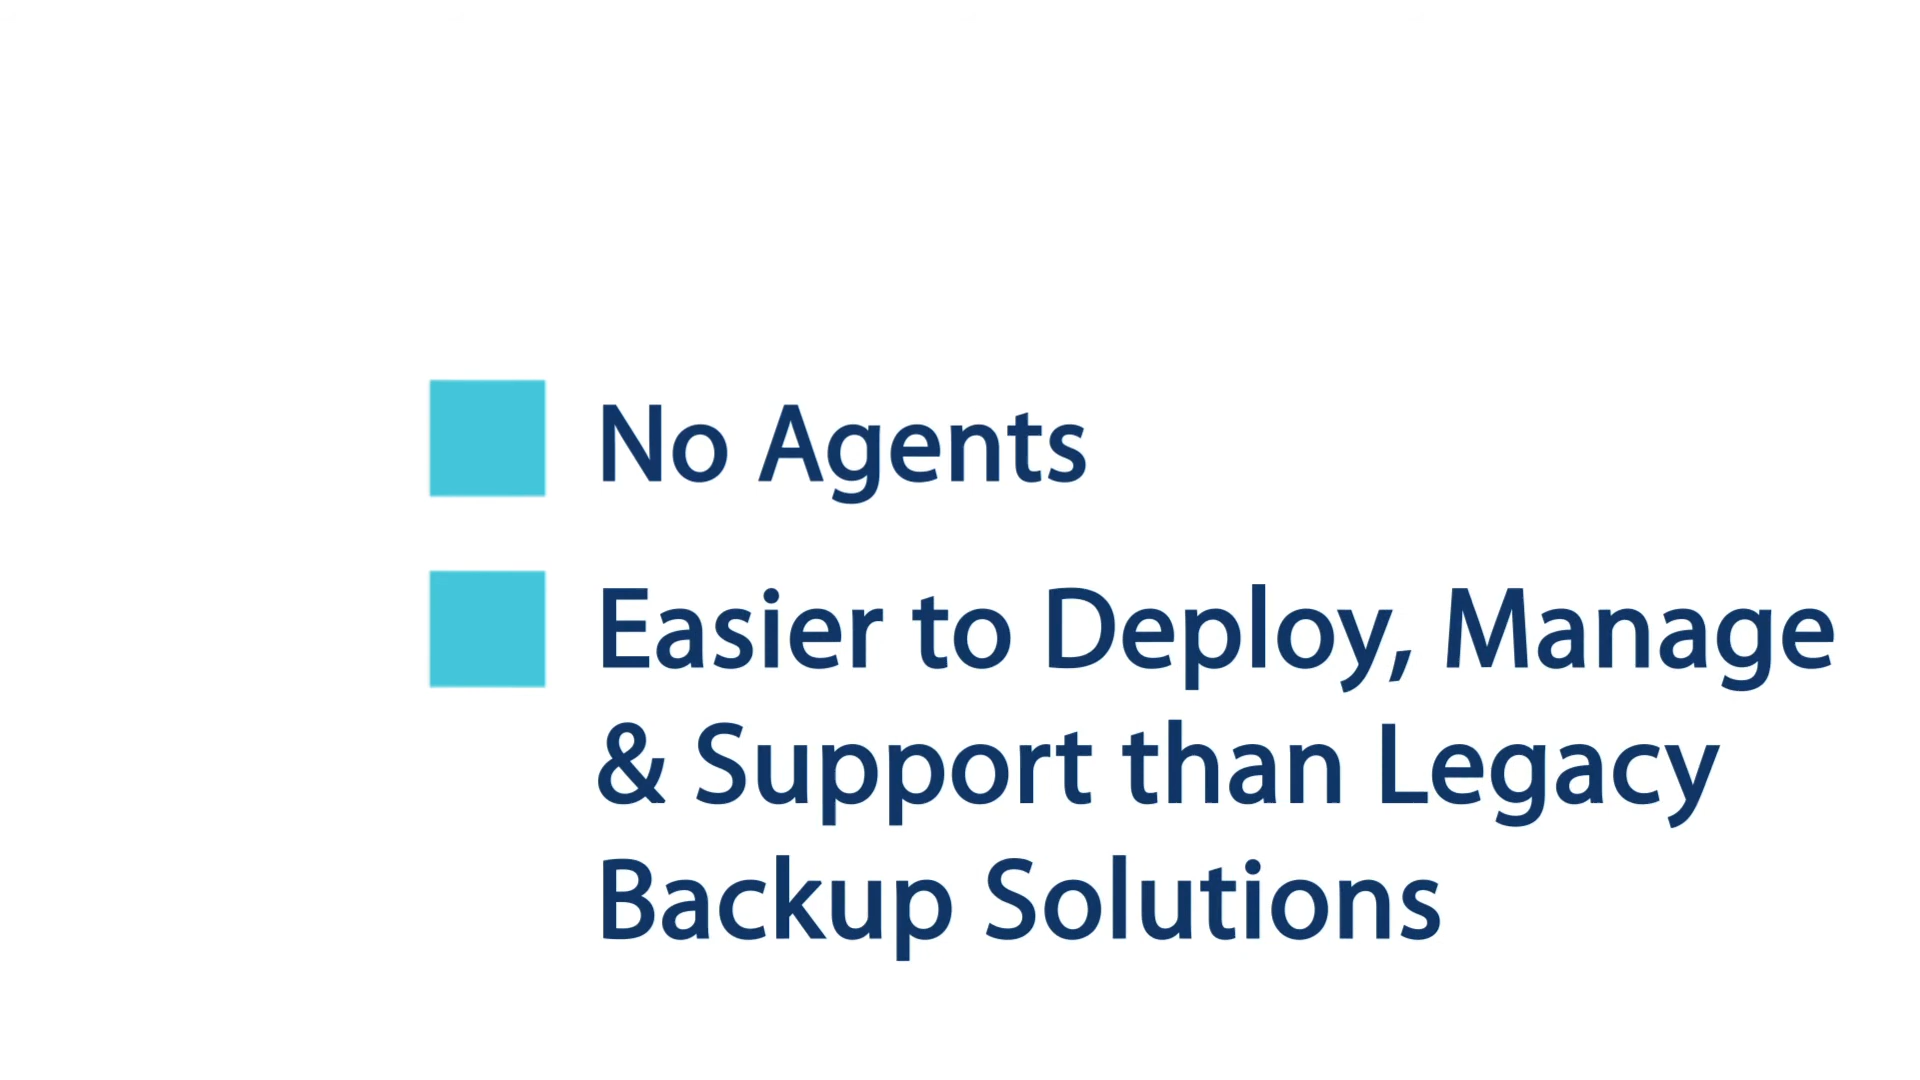 No Agents
Easier to Deploy, Manage
& Support than Legacy
Backup Solutions